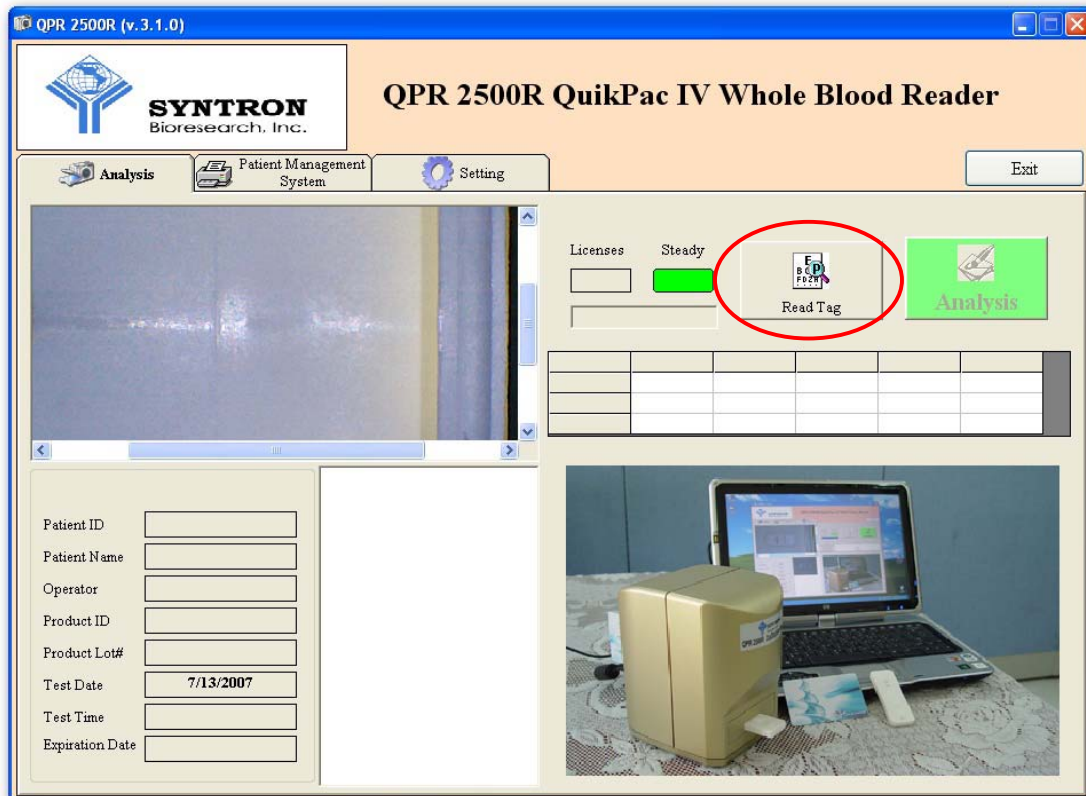 QPR 2500R (v.3.1.0)
SYNTRON
Bioresearch, Inc.
QPR 2500R QuikPac IV Whole Blood Reader
Analysis
Patient Management
System
Setting
Exit
Licenses
Steady
Read Tag
Analysis
Patient ID
Patient Name
Operator
Product ID
Product Lot#
Test Date
7/13/2007
Test Time
Expiration Date
QPR 2500R